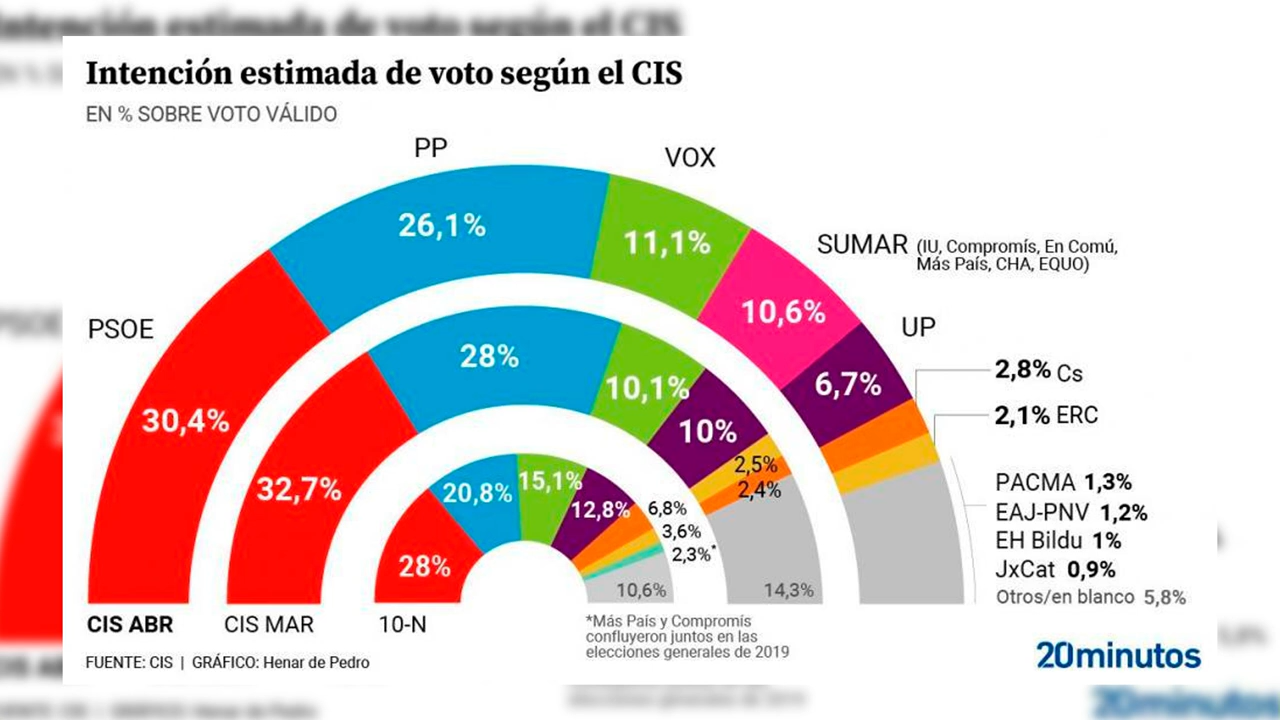 Intención estimada de voto según el CIS
EN % SOBRE VOTO VÁLIDO
PP
VOX
SUMAR (IU, Compromís, En Comú,
Más País, CHA, EQUO)
PSOE
UP
30,4%
26,1%
11,1%
10,6%
6,7%
2,8% Cs
2,1% ERC
PACMA 1,3%
EAJ-PNV 1,2%
EH Bildu 1%
JxCat 0,9%
Otros/en blanco 5,8%
32,7%
28%
10,1%
10%
2,5%
2,4%
14,3%
28%
20,8%
15,1%
12,8%
6,8%
3,6%
2,3%*
10,6%
CIS ABR
CIS MAR
10-N
*Más País y Compromís
confluyeron juntos en las
elecciones generales de 2019
FUENTE: CIS | GRÁFICO: Henar de Pedro
20minutos